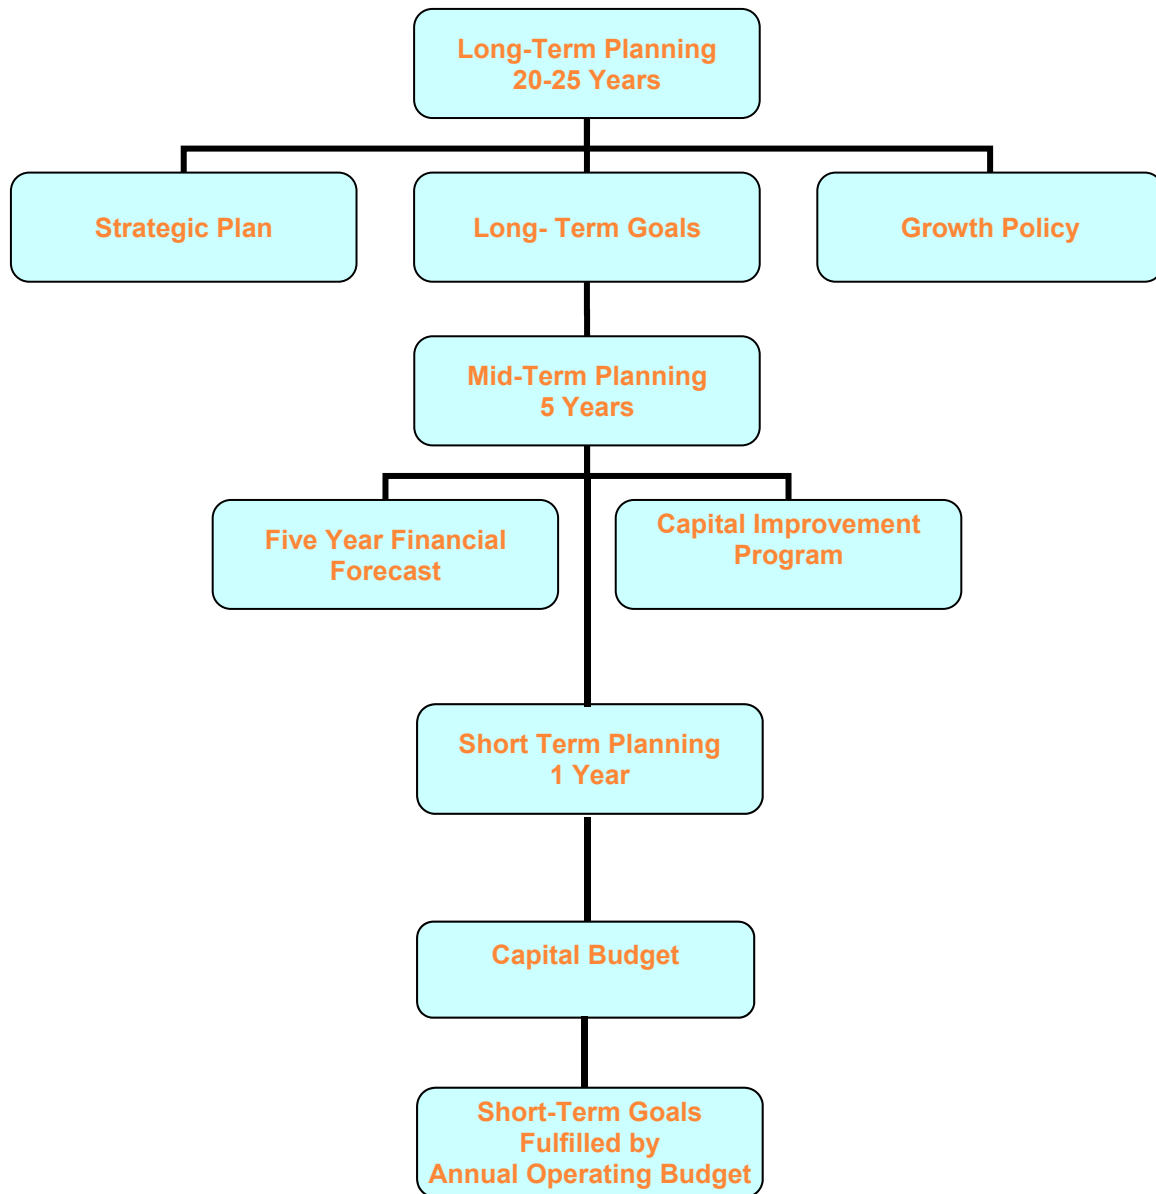 Long-Term Planning
20-25 Years
Strategic Plan
Long- Term Goals
Growth Policy
Mid-Term Planning
5 Years
Five Year Financial
Forecast
Capital Improvement
Program
Short Term Planning
1 Year
Capital Budget
Short-Term Goals
Fulfilled by
Annual Operating Budget